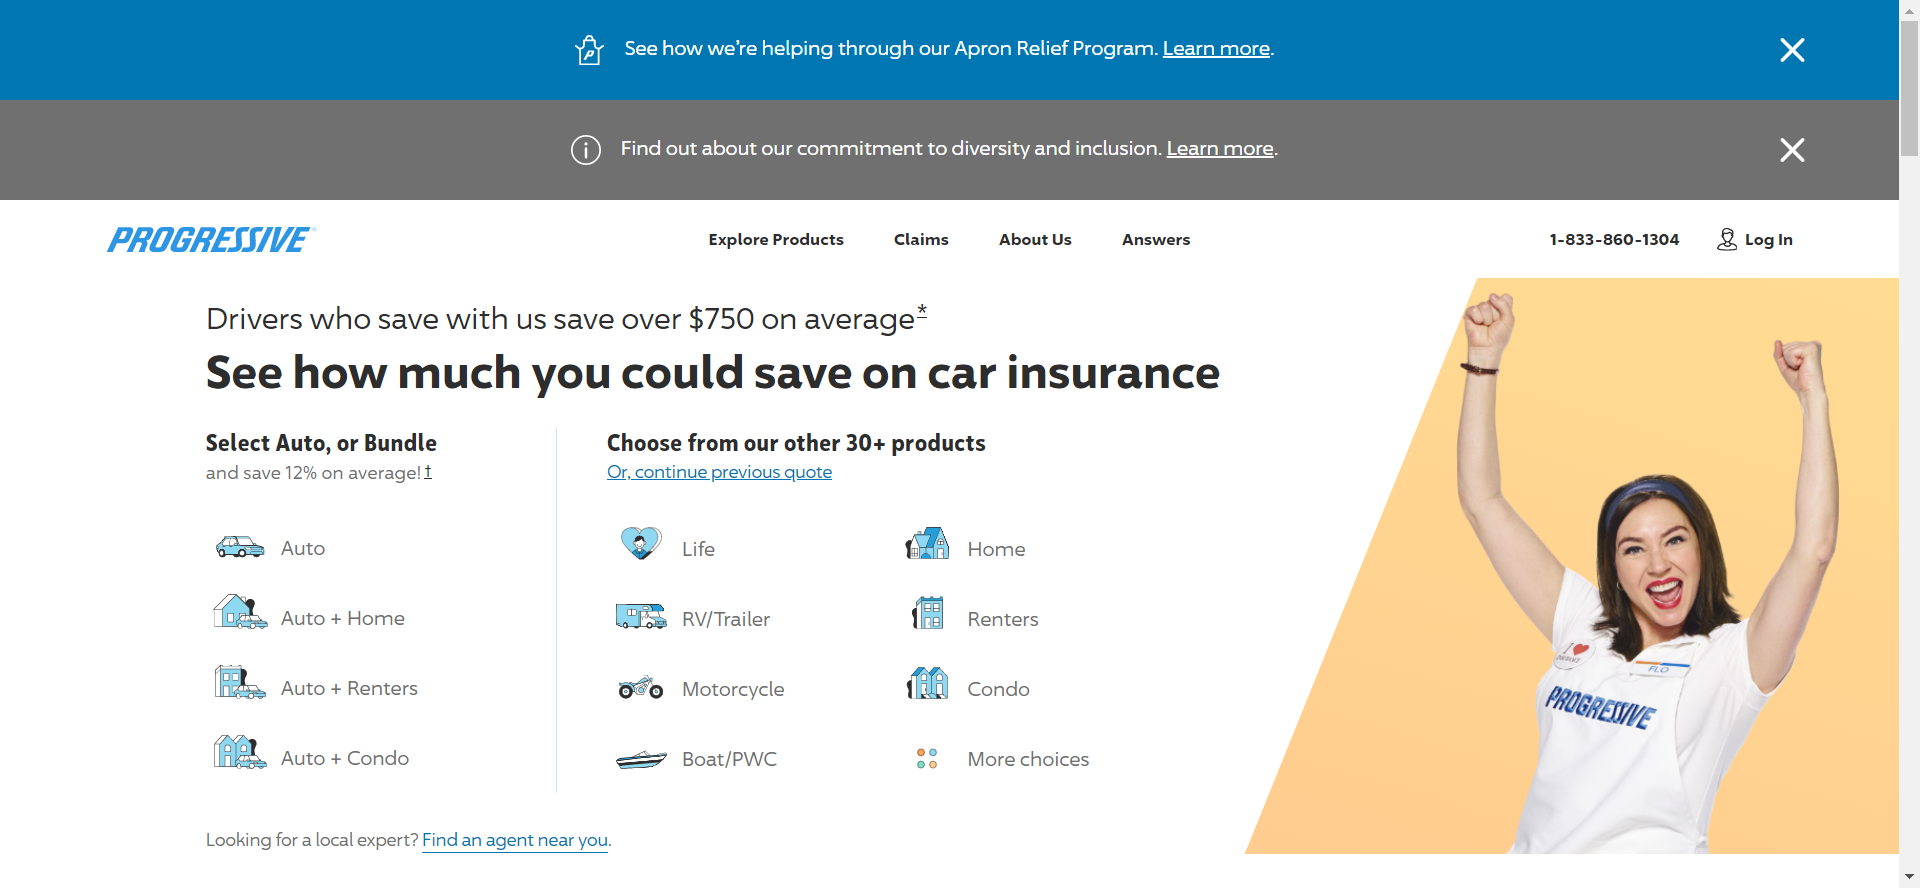 See how we're helping through our Apron Relief Program. Learn more.
Find out about our commitment to diversity and inclusion. Learn more.
PROGRESSIVE
Explore Products
Claims
About Us
Answers
1-833-860-1304
Log In
Drivers who save with us save over $750 on average*
See how much you could save on car insurance
Select Auto, or Bundle
and save 12% on average!†
Auto
Auto + Home
Auto + Renters
Auto + Condo
Choose from our other 30+ products
Or, continue previous quote
Life
Home
RV/Trailer
Renters
Motorcycle
Condo
Boat/PWC
More choices
Looking for a local expert? Find an agent near you.
I
FLO
PROGRESSIVE